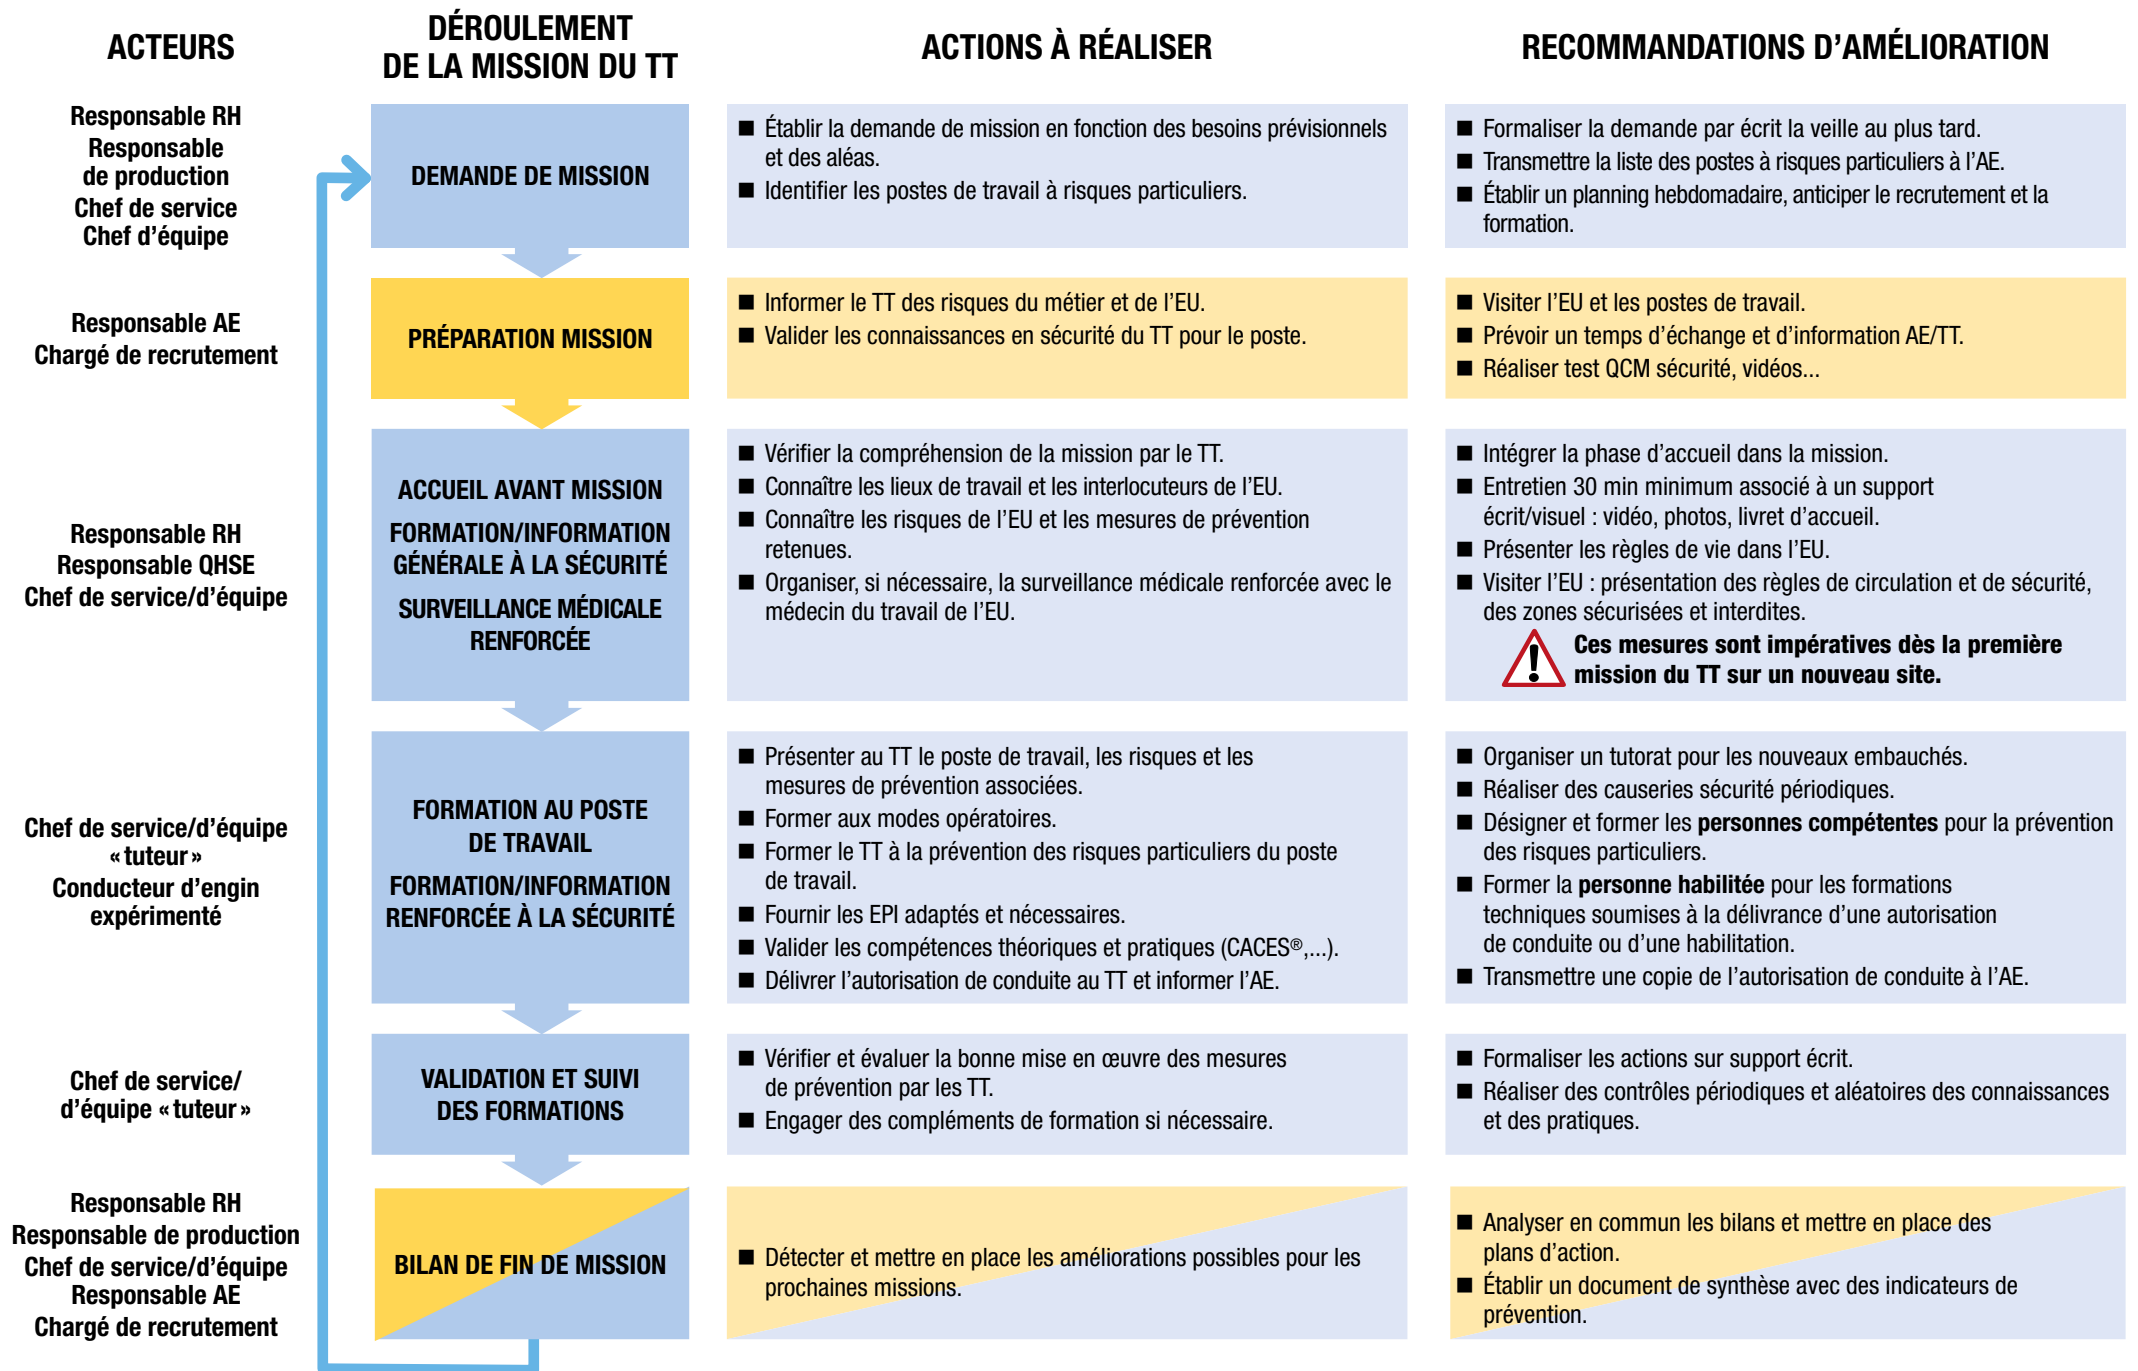 ACTEURS
DÉROULEMENT
DE LA MISSION DU TT
ACTIONS À RÉALISER
RECOMMANDATIONS D’AMÉLIORATION
Responsable RH
Responsable
de production
Chef de service
Chef d’équipe
DEMANDE DE MISSION
■ Établir la demande de mission en fonction des besoins prévisionnels
et des aléas.
■ Identifier les postes de travail à risques particuliers.
■ Formaliser la demande par écrit la veille au plus tard.
■ Transmettre la liste des postes à risques particuliers à l’AE.
■ Établir un planning hebdomadaire, anticiper le recrutement et la
formation.
Responsable AE
Chargé de recrutement
PRÉPARATION MISSION
■ Informer le TT des risques du métier et de l’EU.
■ Valider les connaissances en sécurité du TT pour le poste.
■ Visiter l’EU et les postes de travail.
■ Prévoir un temps d’échange et d’information AE/TT.
■ Réaliser test QCM sécurité, vidéos...
Responsable RH
Responsable QHSE
Chef de service/d’équipe
ACCUEIL AVANT MISSION
FORMATION/INFORMATION
GÉNÉRALE À LA SÉCURITÉ
SURVEILLANCE MÉDICALE
RENFORCÉE
■ Vérifier la compréhension de la mission par le TT.
■ Connaître les lieux de travail et les interlocuteurs de l’EU.
■ Connaître les risques de l’EU et les mesures de prévention
retenues.
■ Organiser, si nécessaire, la surveillance médicale renforcée avec le
médecin du travail de l’EU.
■ Intégrer la phase d’accueil dans la mission.
■ Entretien 30 min minimum associé à un support
écrit/visuel : vidéo, photos, livret d’accueil.
■ Présenter les règles de vie dans l’EU.
■ Visiter l’EU : présentation des règles de circulation et de sécurité,
des zones sécurisées et interdites.
Ces mesures sont impératives dès la première
mission du TT sur un nouveau site.
Chef de service/d’équipe
« tuteur »
Conducteur d’engin
expérimenté
FORMATION AU POSTE
DE TRAVAIL
FORMATION/INFORMATION
RENFORCÉE À LA SÉCURITÉ
■ Présenter au TT le poste de travail, les risques et les
mesures de prévention associées.
■ Former aux modes opératoires.
■ Former le TT à la prévention des risques particuliers du poste
de travail.
■ Fournir les EPI adaptés et nécessaires.
■ Valider les compétences théoriques et pratiques (CACES®,...).
■ Délivrer l’autorisation de conduite au TT et informer l’AE.
■ Organiser un tutorat pour les nouveaux embauchés.
■ Réaliser des causeries sécurité périodiques.
■ Désigner et former les personnes compétentes pour la prévention
des risques particuliers.
■ Former la personne habilitée pour les formations
techniques soumises à la délivrance d’une autorisation
de conduite ou d’une habilitation.
■ Transmettre une copie de l’autorisation de conduite à l’AE.
Chef de service/
d’équipe « tuteur »
VALIDATION ET SUIVI
DES FORMATIONS
■ Vérifier et évaluer la bonne mise en œuvre des mesures
de prévention par les TT.
■ Engager des compléments de formation si nécessaire.
■ Formaliser les actions sur support écrit.
■ Réaliser des contrôles périodiques et aléatoires des connaissances
et des pratiques.
Responsable RH
Responsable de production
Chef de service/d’équipe
Responsable AE
Chargé de recrutement
BILAN DE FIN DE MISSION
■ Détecter et mettre en place les améliorations possibles pour les
prochaines missions.
■ Analyser en commun les bilans et mettre en place des
plans d’action.
■ Établir un document de synthèse avec des indicateurs de
prévention.